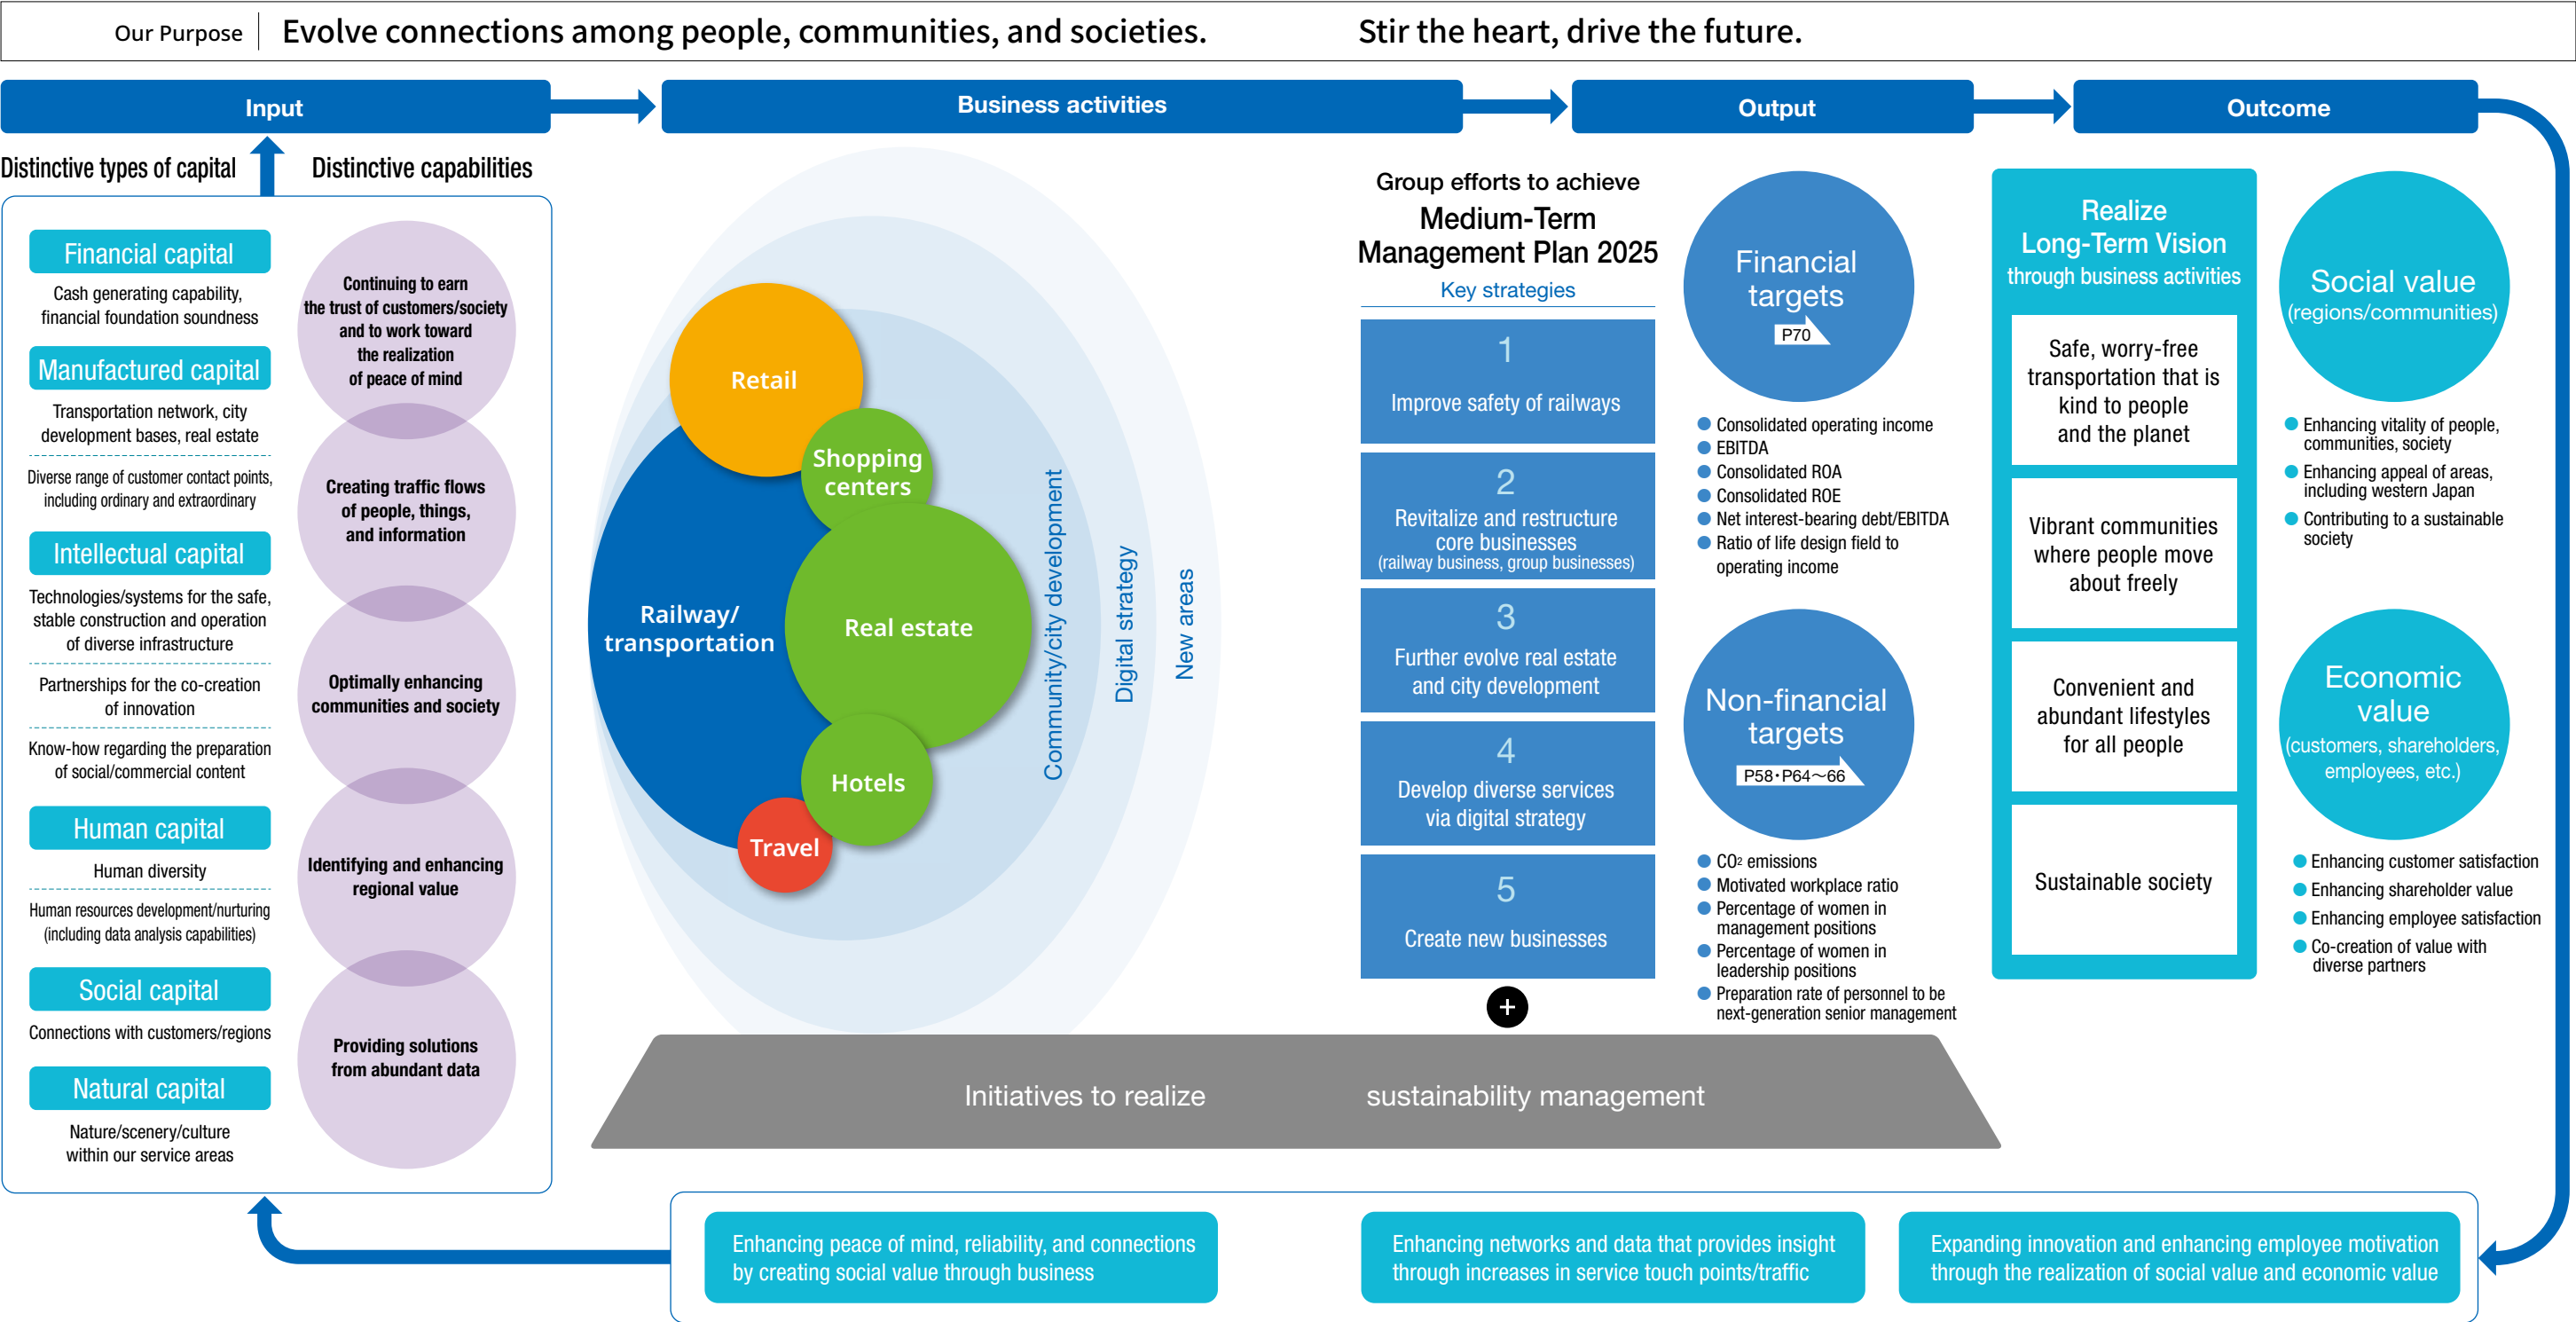 Our Purpose
Evolve connections among people, communities, and societies.
Stir the heart, drive the future.
Input
Business activities
Output
Outcome
Distinctive types of capital
Distinctive capabilities
Financial capital
Cash generating capability,
financial foundation soundness
Manufactured capital
Transportation network, city
development bases, real estate
Diverse range of customer contact points,
including ordinary and extraordinary
Intellectual capital
Technologies/systems for the safe,
stable construction and operation
of diverse infrastructure
Partnerships for the co-creation
of innovation
Know-how regarding the preparation
of social/commercial content
Human capital
Human diversity
Human resources development/nurturing
(including data analysis capabilities)
Social capital
Connections with customers/regions
Natural capital
Nature/scenery/culture
within our service areas
Continuing to earn
the trust of customers/society
and to work toward
the realization
of peace of mind
Creating traffic flows
of people, things,
and information
Optimally enhancing
communities and society
Identifying and enhancing
regional value
Providing solutions
from abundant data
Retail
Shopping
centers
Railway/
transportation
Real estate
Hotels
Travel
Community/city development
Digital strategy
New areas
Group efforts to achieve
Medium-Term
Management Plan 2025
Key strategies
1
Improve safety of railways
2
Revitalize and restructure
core businesses
(railway business, group businesses)
3
Further evolve real estate
and city development
4
Develop diverse services
via digital strategy
5
Create new businesses
+
Initiatives to realize sustainability management
Financial
targets
P70
● Consolidated operating income
● EBITDA
● Consolidated ROA
● Consolidated ROE
● Net interest-bearing debt/EBITDA
● Ratio of life design field to
operating income
Non-financial
targets
P58・P64〜66
● CO² emissions
● Motivated workplace ratio
● Percentage of women in
management positions
● Percentage of women in
leadership positions
● Preparation rate of personnel to be
next-generation senior management
Realize
Long-Term Vision
through business activities
Safe, worry-free
transportation that is
kind to people
and the planet
Vibrant communities
where people move
about freely
Convenient and
abundant lifestyles
for all people
Sustainable society
Social value
(regions/communities)
● Enhancing vitality of people,
communities, society
● Enhancing appeal of areas,
including western Japan
● Contributing to a sustainable
society
Economic
value
(customers, shareholders,
employees, etc.)
● Enhancing customer satisfaction
● Enhancing shareholder value
● Enhancing employee satisfaction
● Co-creation of value with
diverse partners
Enhancing peace of mind, reliability, and connections
by creating social value through business
Enhancing networks and data that provides insight
through increases in service touch points/traffic
Expanding innovation and enhancing employee motivation
through the realization of social value and economic value